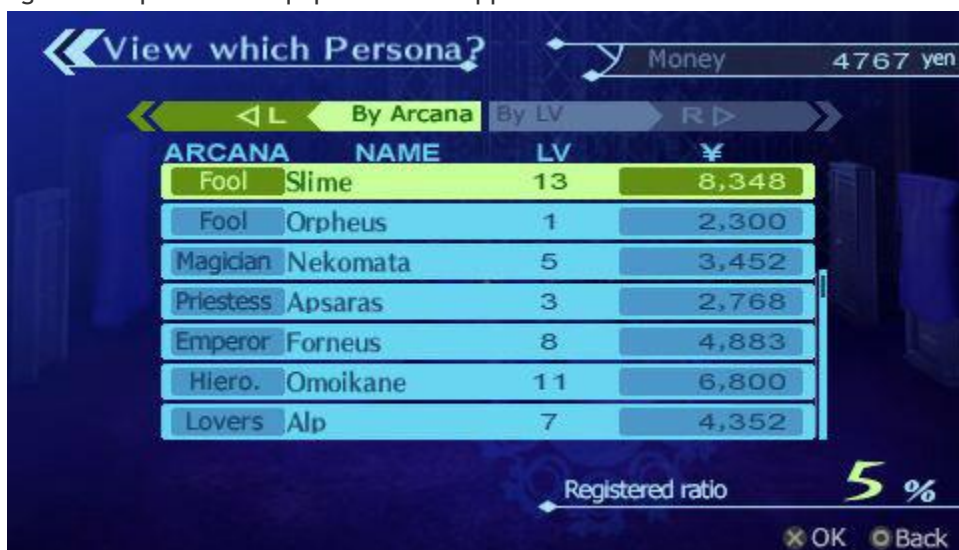 View which Persona?
Money 4767 yen
L By Arcana By LV R
ARCANA NAME LV ¥
Fool Slime 13 8,348
Fool Orpheus 1 2,300
Magician Nekomata 5 3,452
Priestess Apsaras 3 2,768
Emperor Forneus 8 4,883
Hiero. Omoikane 11 6,800
Lovers Alp 7 4,352
Registered ratio 5 %
OK Back